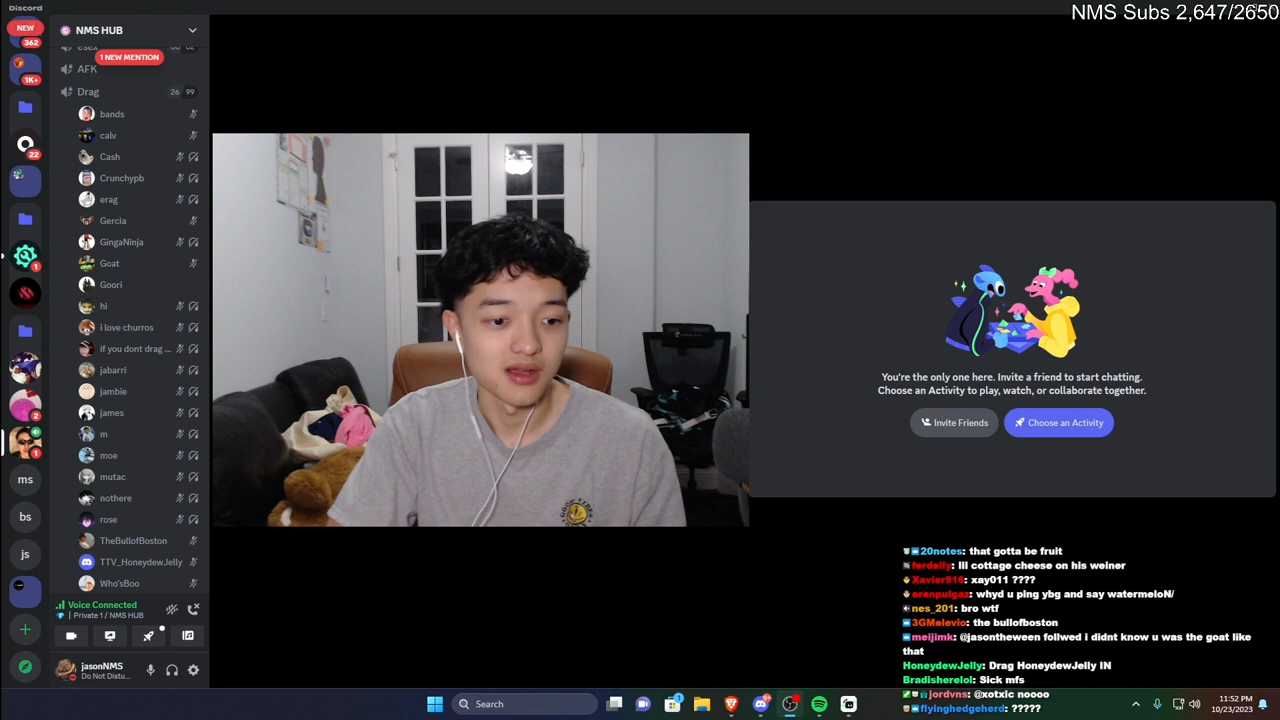 Discord
NMS Subs 2,647/2650
NEW
362
NMS HUB
1K+
1 NEW MENTION
AFK
Drag
26 99
bands
calv
22
Cash
Crunchypb
erag
Gercia
GingaNinja
1
Goat
Goori
hi
i love churros
if you dont drag ...
jabarri
jambie
2
james
m
1
moe
ms
mutac
nothere
bs
rose
TheBullofBoston
js
TTV_HoneydewJelly
Who'sBoo
Voice Connected
Private 1 / NMS HUB
jasonNMS
Do Not Distu...
You're the only one here. Invite a friend to start chatting.
Choose an Activity to play, watch, or collaborate together.
Invite Friends
Choose an Activity
20notes: that gotta be fruit
ferdelly: lil cottage cheese on his weiner
Xavier916: xay011 ????
erenpulgaz: whyd u ping ybg and say watermeloN/
nes_201: bro wtf
3GMelevio: the bullofboston
meijimk: @jasontheween follwed i didnt know u was the goat like
that
HoneydewJelly: Drag HoneydewJelly IN
Bradisherelol: Sick mfs
jordvns: @xotxic noooo
flyinghedgeherd: ?????
Search
11:52 PM
10/23/2023